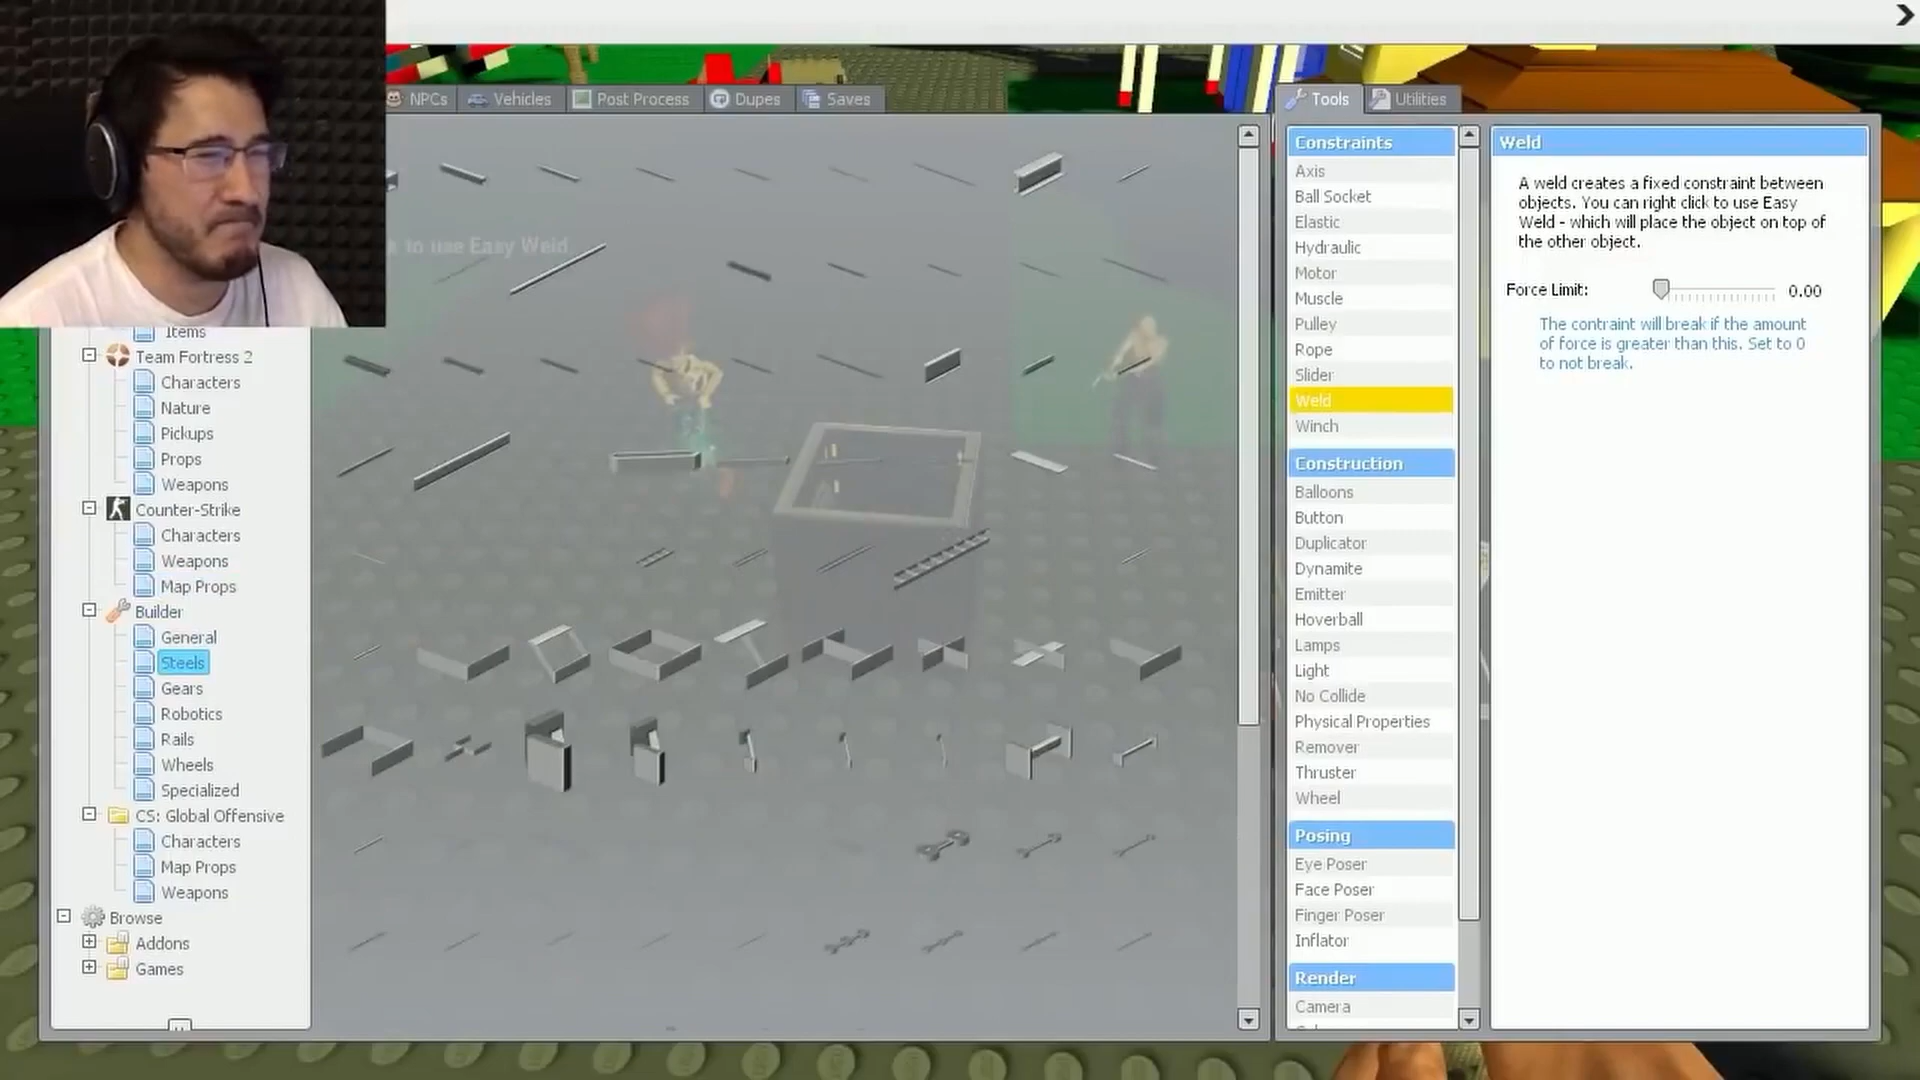 NPCs
Vehicles
Post Process
Dupes
Saves
to use Easy Weld
Items
Team Fortress 2
Characters
Nature
Pickups
Props
Weapons
Counter-Strike
Characters
Weapons
Map Props
Builder
General
Steels
Gears
Robotics
Rails
Wheels
Specialized
CS: Global Offensive
Characters
Map Props
Weapons
Browse
Addons
Games
Tools
Utilities
Constraints
Axis
Ball Socket
Elastic
Hydraulic
Motor
Muscle
Pulley
Rope
Slider
Weld
Winch
Construction
Balloons
Button
Duplicator
Dynamite
Emitter
Hoverball
Lamps
Light
No Collide
Physical Properties
Remover
Thruster
Wheel
Posing
Eye Poser
Face Poser
Finger Poser
Inflator
Render
Camera
Weld
A weld creates a fixed constraint between
objects. You can right click to use Easy
Weld - which will place the object on top of
the other object.
Force Limit: 0.00
The contraint will break if the amount
of force is greater than this. Set to 0
to not break.